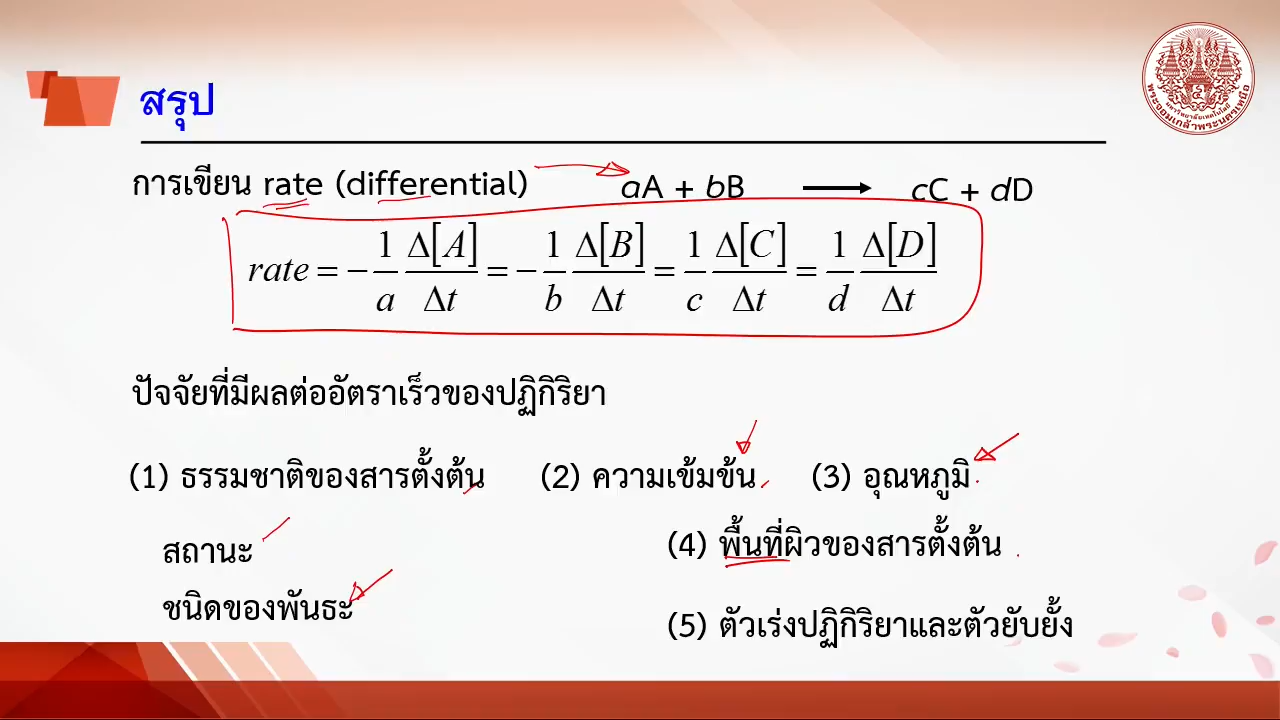 สรุป
การเขียน rate (differential) aA + bB ⟶ cC + dD
rate = − 1/a Δ[A]/Δt = − 1/b Δ[B]/Δt = 1/c Δ[C]/Δt = 1/d Δ[D]/Δt
ปัจจัยที่มีผลต่ออัตราเร็วของปฏิกิริยา
(1) ธรรมชาติของสารตั้งต้น (2) ความเข้มข้น (3) อุณหภูมิ
สถานะ
(4) พื้นที่ผิวของสารตั้งต้น
ชนิดของพันธะ
(5) ตัวเร่งปฏิกิริยาและตัวยับยั้ง